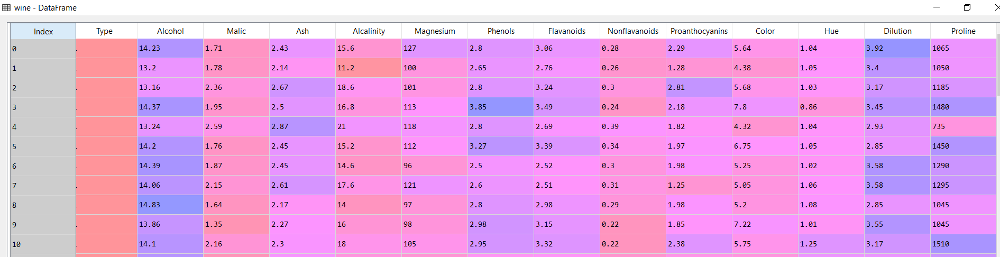 wine - DataFrame
Index Type Alcohol Malic Ash Alcalinity Magnesium Phenols Flavanoids Nonflavanoids Proanthocyanins Color Hue Dilution Proline
0 14.23 1.71 2.43 15.6 127 2.8 3.06 0.28 2.29 5.64 1.04 3.92 1065
1 13.2 1.78 2.14 11.2 100 2.65 2.76 0.26 1.28 4.38 1.05 3.4 1050
2 13.16 2.36 2.67 18.6 101 2.8 3.24 0.3 2.81 5.68 1.03 3.17 1185
3 14.37 1.95 2.5 16.8 113 3.85 3.49 0.24 2.18 7.8 0.86 3.45 1480
4 13.24 2.59 2.87 21 118 2.8 2.69 0.39 1.82 4.32 1.04 2.93 735
5 14.2 1.76 2.45 15.2 112 3.27 3.39 0.34 1.97 6.75 1.05 2.85 1450
6 14.39 1.87 2.45 14.6 96 2.5 2.52 0.3 1.98 5.25 1.02 3.58 1290
7 14.06 2.15 2.61 17.6 121 2.6 2.51 0.31 1.25 5.05 1.06 3.58 1295
8 14.83 1.64 2.17 14 97 2.8 2.98 0.29 1.98 5.2 1.08 2.85 1045
9 13.86 1.35 2.27 16 98 2.98 3.15 0.22 1.85 7.22 1.01 3.55 1045
10 14.1 2.16 2.3 18 105 2.95 3.32 0.22 2.38 5.75 1.25 3.17 1510